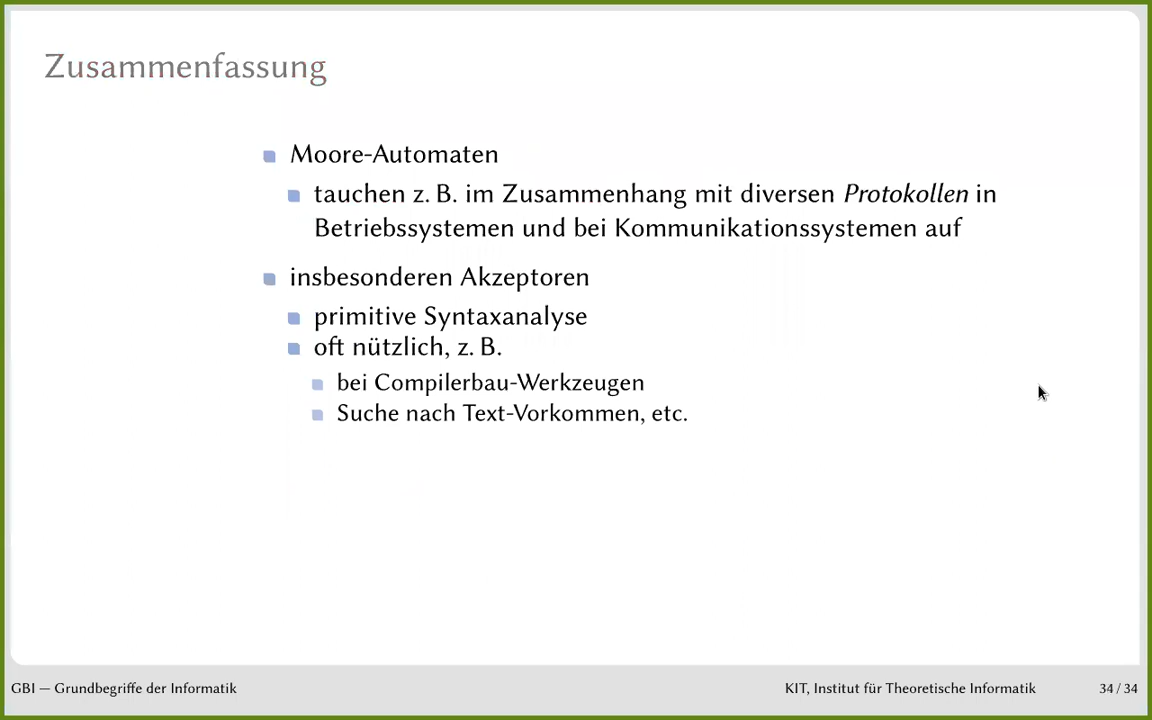 Zusammenfassung
Moore-Automaten
tauchen z. B. im Zusammenhang mit diversen Protokollen in
Betriebssystemen und bei Kommunikationssystemen auf
insbesonderen Akzeptoren
primitive Syntaxanalyse
oft nützlich, z. B.
bei Compilerbau-Werkzeugen
Suche nach Text-Vorkommen, etc.
GBI — Grundbegriffe der Informatik
KIT, Institut für Theoretische Informatik
34 / 34